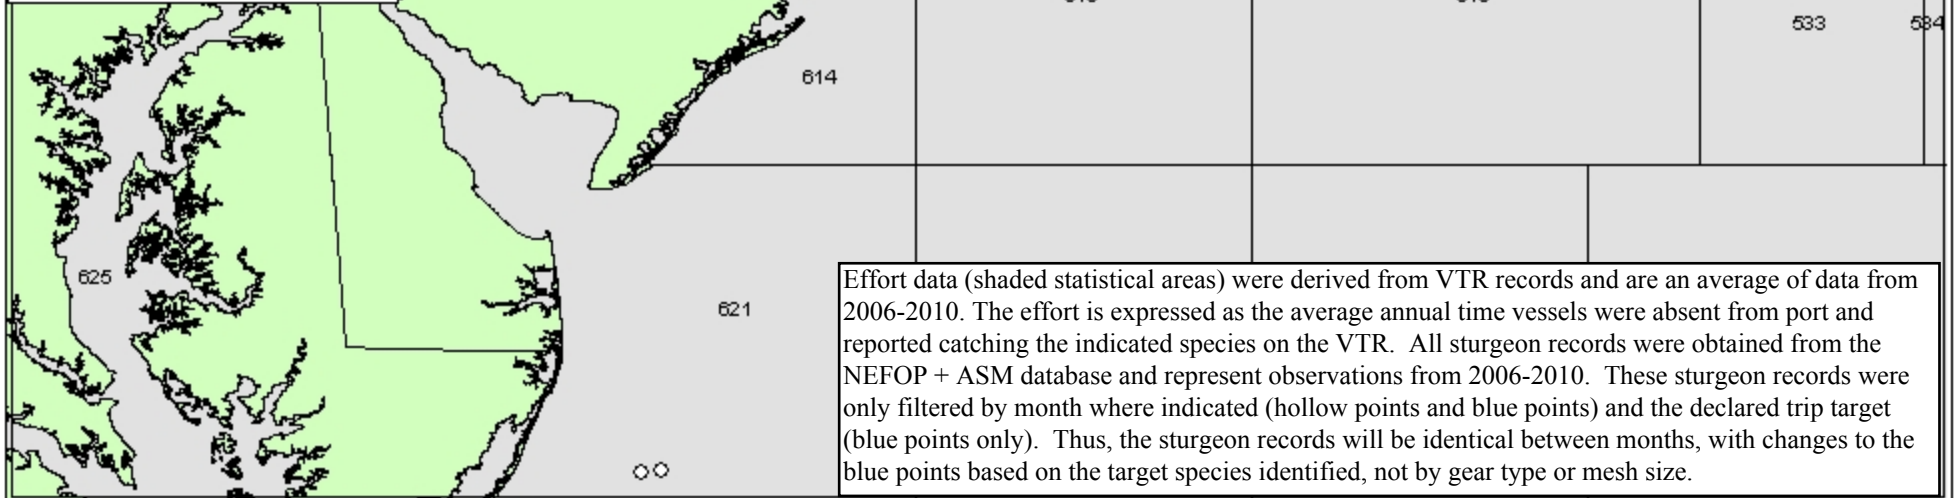 533
534
614
625
621
Effort data (shaded statistical areas) were derived from VTR records and are an average of data from
2006-2010. The effort is expressed as the average annual time vessels were absent from port and
reported catching the indicated species on the VTR.  All sturgeon records were obtained from the
NEFOP + ASM database and represent observations from 2006-2010.  These sturgeon records were
only filtered by month where indicated (hollow points and blue points) and the declared trip target
(blue points only).  Thus, the sturgeon records will be identical between months, with changes to the
blue points based on the target species identified, not by gear type or mesh size.